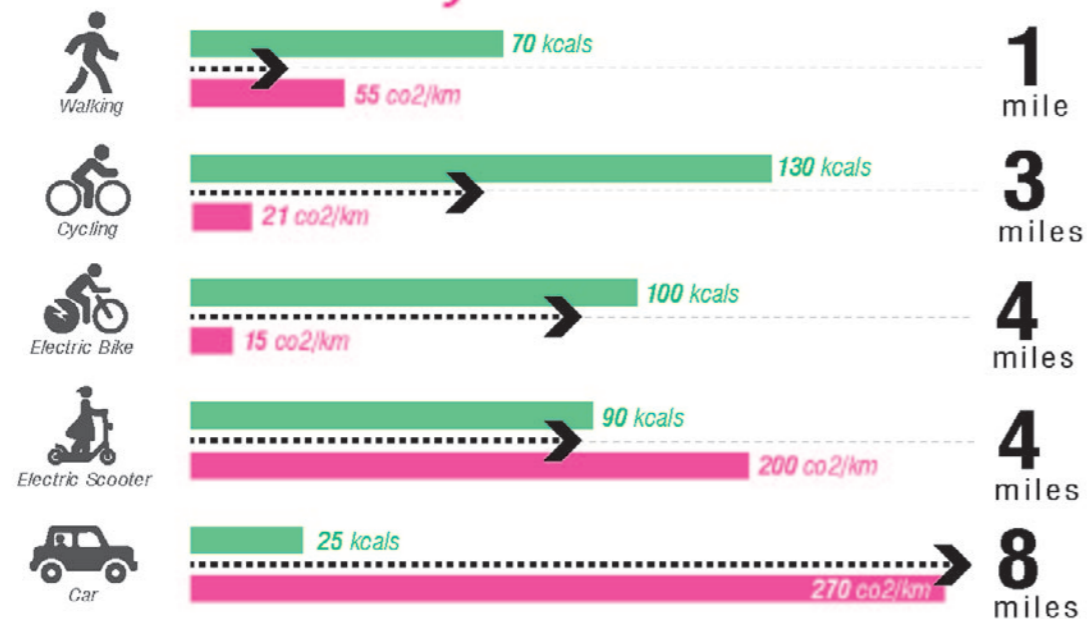 70 kcals
55 co2/km
Walking
1
mile
130 kcals
21 co2/km
Cycling
3
miles
100 kcals
15 co2/km
Electric Bike
4
miles
90 kcals
200 co2/km
Electric Scooter
4
miles
25 kcals
270 co2/km
Car
8
miles